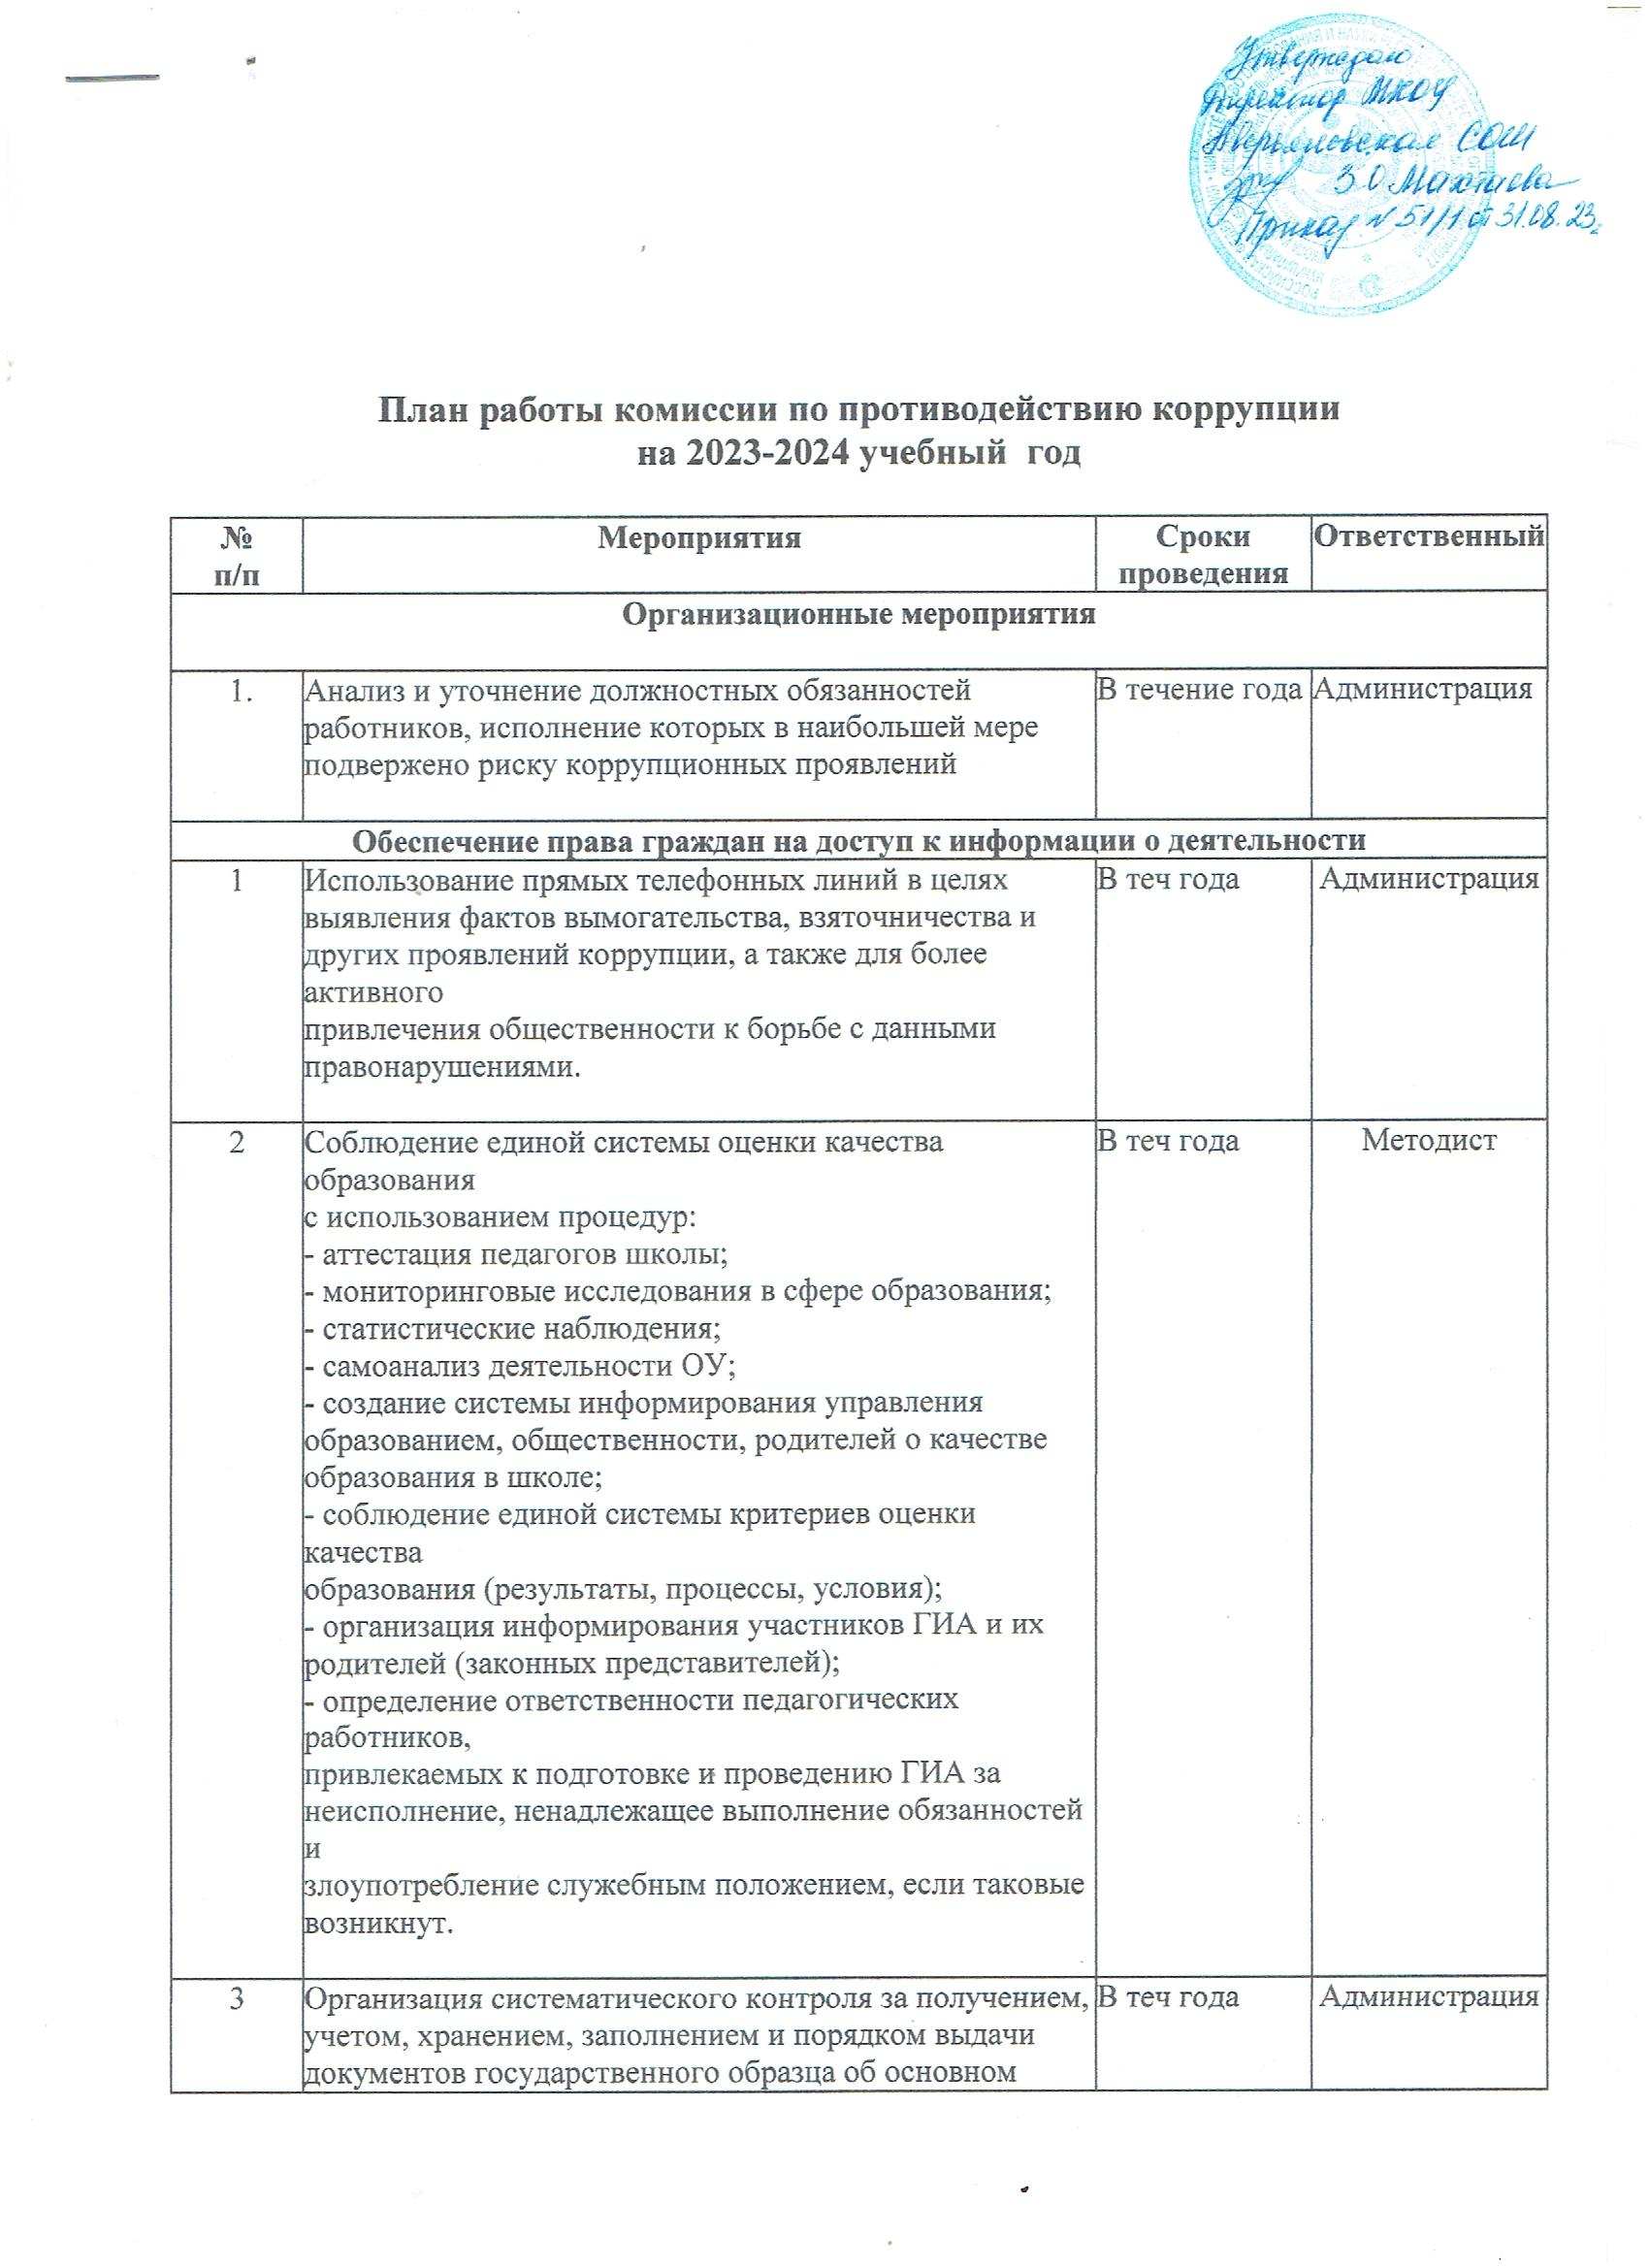 Утверждаю
Директор МКОУ
Аверьяновская СОШ
З О Махтаева
Приказ №51/1 от 31.08.23г
План работы комиссии по противодействию коррупции
на 2023-2024 учебный  год
№
п/п
Мероприятия
Сроки
проведения
Ответственный
Организационные мероприятия
1.
Анализ и уточнение должностных обязанностей
работников, исполнение которых в наибольшей мере
подвержено риску коррупционных проявлений
В течение года
Администрация
Обеспечение права граждан на доступ к информации о деятельности
1
Использование прямых телефонных линий в целях
выявления фактов вымогательства, взяточничества и
других проявлений коррупции, а также для более
активного
привлечения общественности к борьбе с данными
правонарушениями.
В теч года
Администрация
2
Соблюдение единой системы оценки качества
образования
с использованием процедур:
- аттестация педагогов школы;
- мониторинговые исследования в сфере образования;
- статистические наблюдения;
- самоанализ деятельности ОУ;
- создание системы информирования управления
образованием, общественности, родителей о качестве
образования в школе;
- соблюдение единой системы критериев оценки
качества
образования (результаты, процессы, условия);
- организация информирования участников ГИА и их
родителей (законных представителей);
- определение ответственности педагогических
работников,
привлекаемых к подготовке и проведению ГИА за
неисполнение, ненадлежащее выполнение обязанностей
и
злоупотребление служебным положением, если таковые
возникнут.
В теч года
Методист
3
Организация систематического контроля за получением,
учетом, хранением, заполнением и порядком выдачи
документов государственного образца об основном
В теч года
Администрация